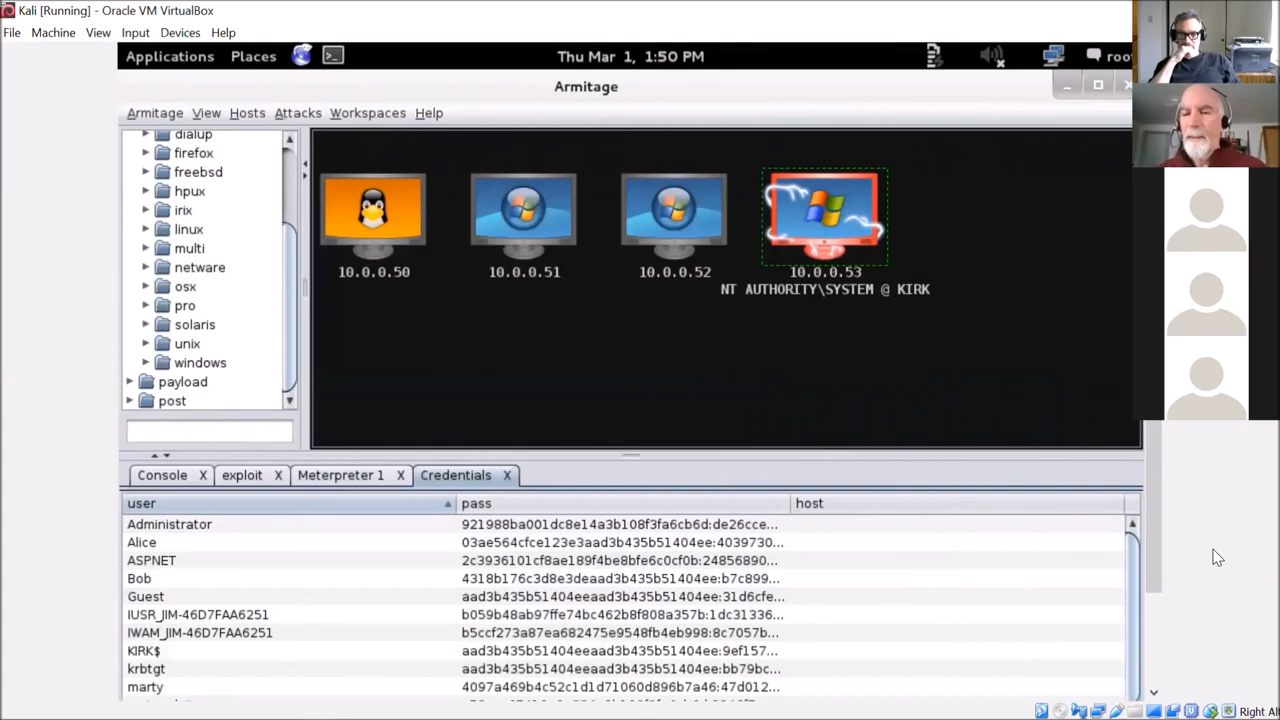 Kali [Running] - Oracle VM VirtualBox
File Machine View Input Devices Help
Applications Places Thu Mar 1, 1:50 PM roo
Armitage
Armitage View Hosts Attacks Workspaces Help
dialup
firefox
freebsd
hpux
irix
linux
multi
netware
osx
pro
solaris
unix
windows
payload
post
10.0.0.50 10.0.0.51 10.0.0.52 10.0.0.53
NT AUTHORITY\SYSTEM @ KIRK
Console X exploit X Meterpreter 1 X Credentials X
user pass host
Administrator 921988ba001dc8e14a3b108f3fa6cb6d:de26cce...
Alice 03ae564cfce123e3aad3b435b51404ee:4039730...
ASPNET 2c3936101cf8ae189f4be8bfe6c0cf0b:24856890...
Bob 4318b176c3d8e3deaad3b435b51404ee:b7c899...
Guest aad3b435b51404eeaad3b435b51404ee:31d6cfe...
IUSR_JIM-46D7FAA6251 b059b48ab97ffe74bc462b8f808a357b:1dc31336...
IWAM_JIM-46D7FAA6251 b5ccf273a87ea682475e9548fb4eb998:8c7057b...
KIRK$ aad3b435b51404eeaad3b435b51404ee:9ef157...
krbtgt aad3b435b51404eeaad3b435b51404ee:bb79bc...
marty 4097a469b4c52c1d1d71060d896b7a46:47d012...
Right Al